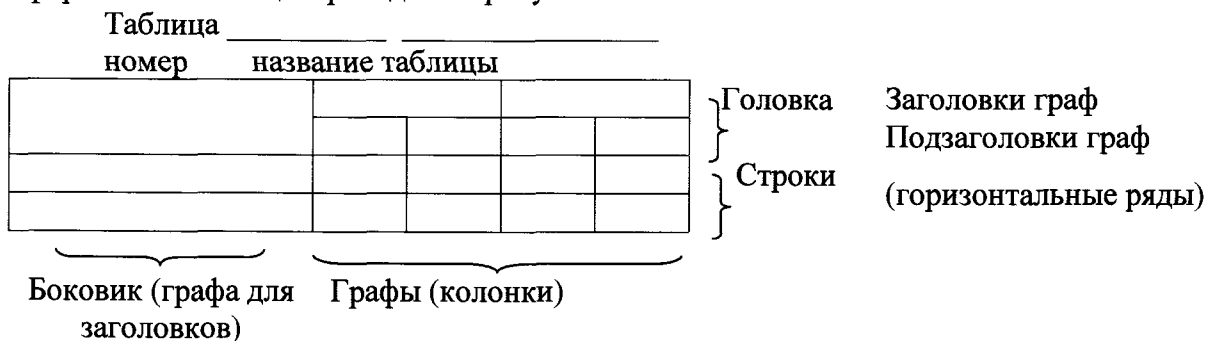 Таблица
номер название таблицы
Головка Заголовки граф
Подзаголовки граф
Строки (горизонтальные ряды)
Боковик (графа для заголовков)
Графы (колонки)